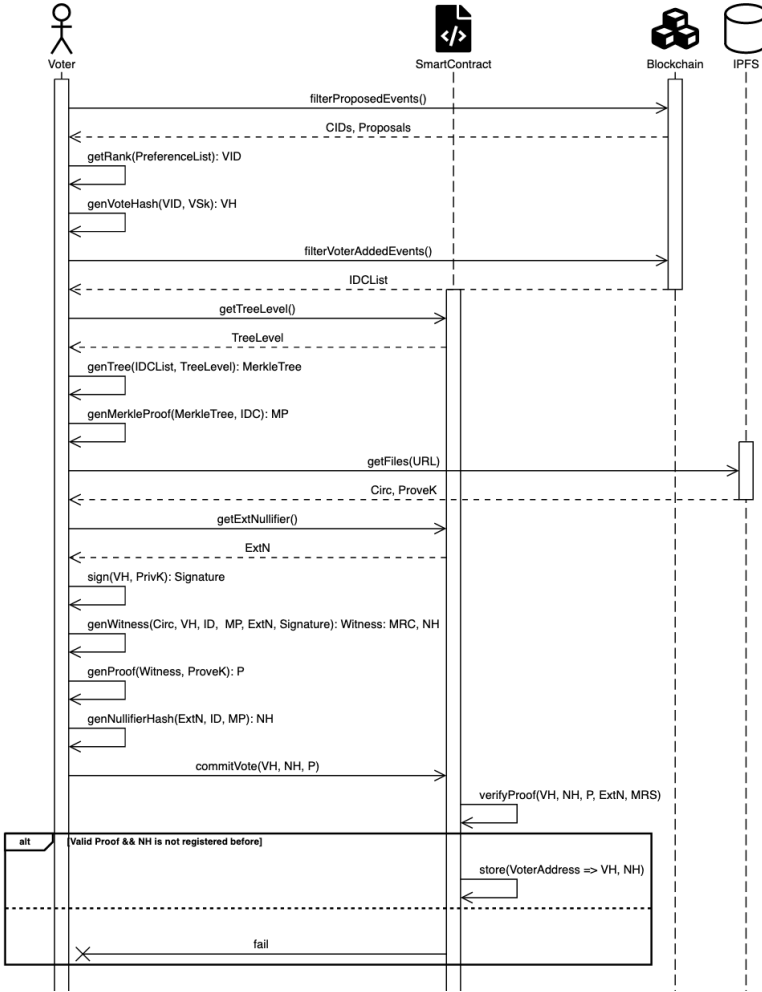 </>
Voter
SmartContract
Blockchain
IPFS
filterProposedEvents()
CIDs, Proposals
getRank(PreferenceList): VID
genVoteHash(VID, VSk): VH
filterVoterAddedEvents()
IDCList
getTreeLevel()
TreeLevel
genTree(IDCList, TreeLevel): MerkleTree
genMerkleProof(MerkleTree, IDC): MP
getFiles(URL)
Circ, ProveK
getExtNullifier()
ExtN
sign(VH, PrivK): Signature
genWitness(Circ, VH, ID, MP, ExtN, Signature): Witness: MRC, NH
genProof(Witness, ProveK): P
genNullifierHash(ExtN, ID, MP): NH
commitVote(VH, NH, P)
verifyProof(VH, NH, P, ExtN, MRS)
alt
[Valid Proof && NH is not registered before]
store(VoterAddress => VH, NH)
fail